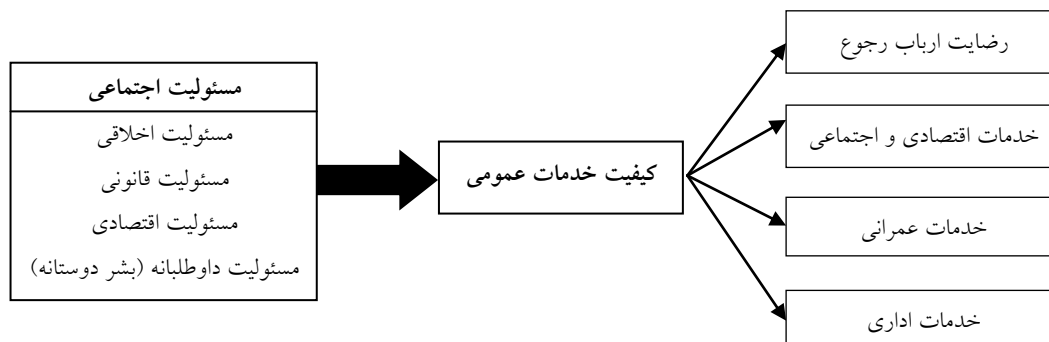 مسئولیت اجتماعی
مسئولیت اخلاقی
مسئولیت قانونی
مسئولیت اقتصادی
مسئولیت داوطلبانه (بشر دوستانه)
کیفیت خدمات عمومی
رضایت ارباب رجوع
خدمات اقتصادی و اجتماعی
خدمات عمرانی
خدمات اداری